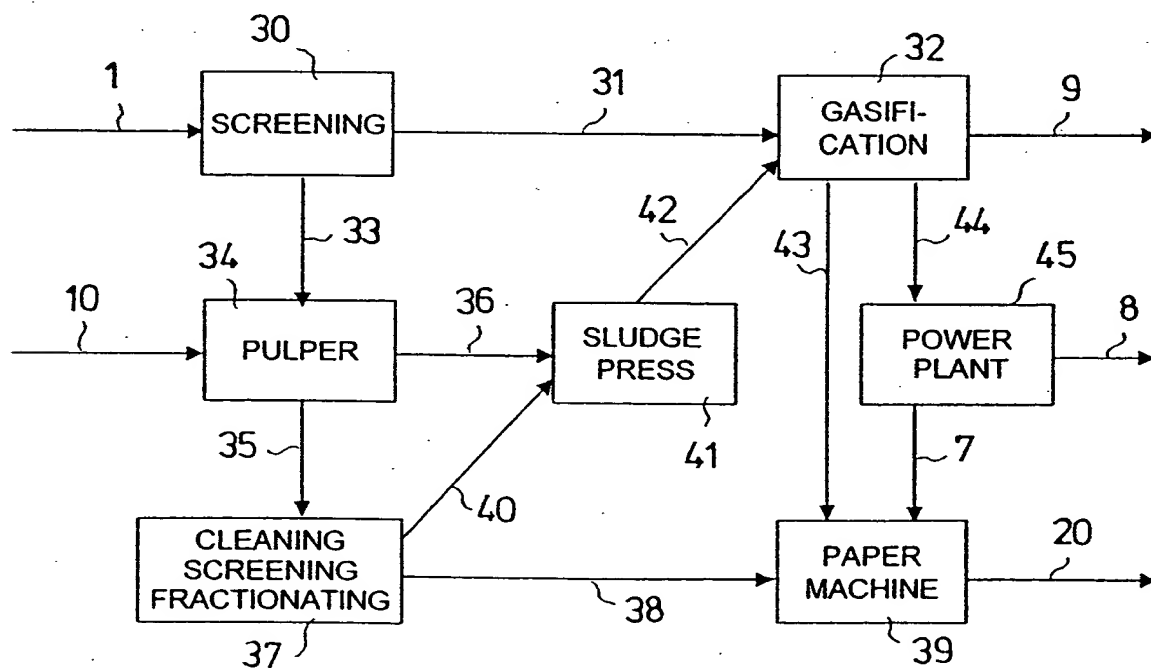 30
32
1
SCREENING
31
GASIFI-
CATION
9
33
42
43
44
34
45
10
PULPER
36
SLUDGE
PRESS
POWER
PLANT
8
35
40
41
7
CLEANING
SCREENING
FRACTIONATING
38
PAPER
MACHINE
20
37
39